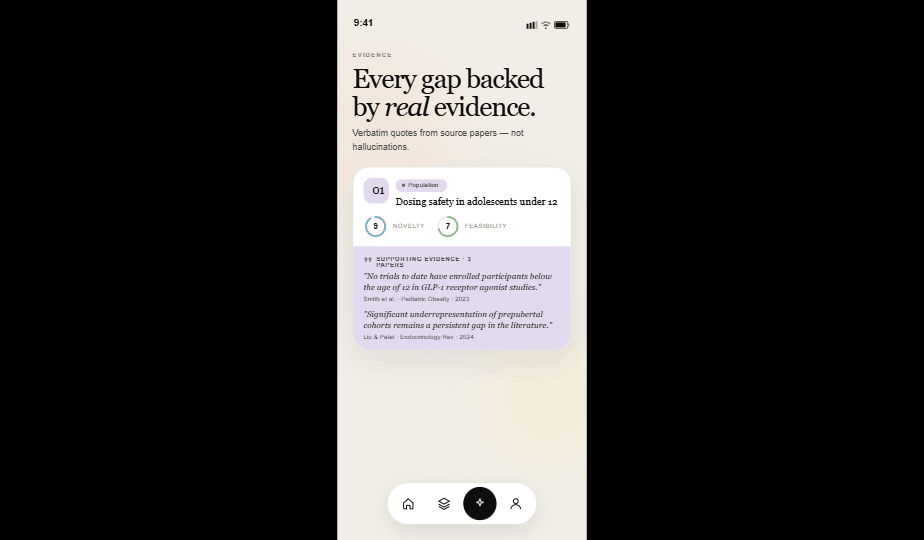 9:41
EVIDENCE
Every gap backed
by real evidence.
Verbatim quotes from source papers — not
hallucinations.
01
Population
Dosing safety in adolescents under 12
9 NOVELTY 7 FEASIBILITY
SUPPORTING EVIDENCE · 3
PAPERS
"No trials to date have enrolled participants below
the age of 12 in GLP-1 receptor agonist studies."
Smith et al. · Pediatric Obesity · 2023
"Significant underrepresentation of prepubertal
cohorts remains a persistent gap in the literature."
Liu & Patel · Endocrinology Rev · 2024